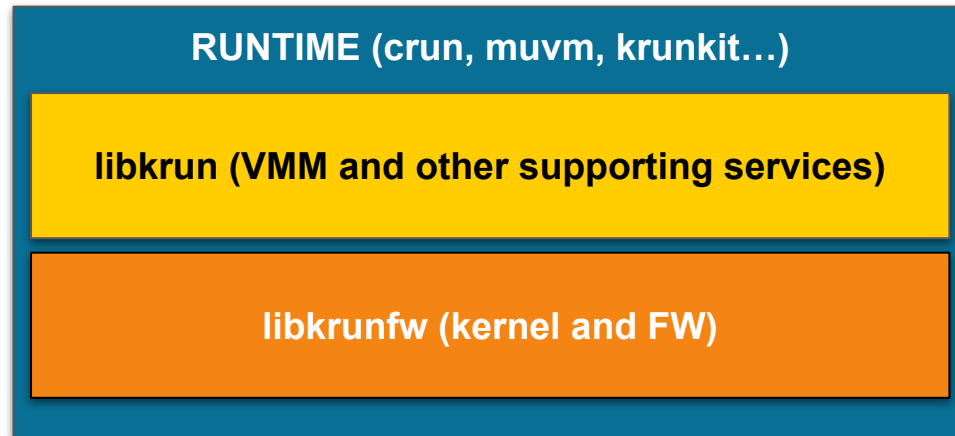 RUNTIME (crun, muvm, krunkit…)
libkrun (VMM and other supporting services)
libkrunfw (kernel and FW)